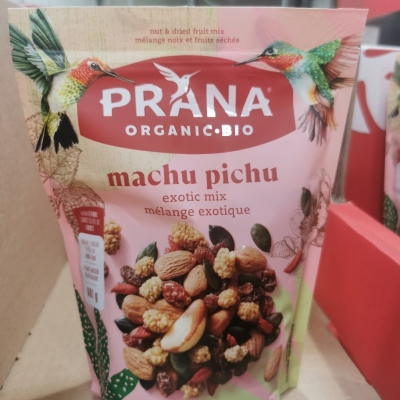 nut & dried fruit mix
mélange noix et fruits séchés
PRANA
ORGANIC•BIO
machu pichu
exotic mix
mélange exotique